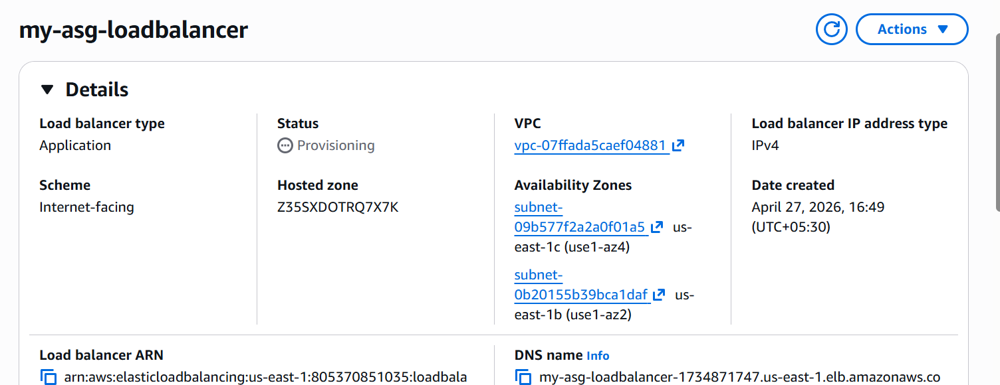 my-asg-loadbalancer
Actions
Details
Load balancer type
Application
Status
Provisioning
VPC
vpc-07ffada5caef04881
Load balancer IP address type
IPv4
Scheme
Internet-facing
Hosted zone
Z35SXDOTRQ7X7K
Availability Zones
subnet-
09b577f2a2a0f01a5 us-
east-1c (use1-az4)
subnet-
0b20155b39bca1daf us-
east-1b (use1-az2)
Date created
April 27, 2026, 16:49
(UTC+05:30)
Load balancer ARN
arn:aws:elasticloadbalancing:us-east-1:805370851035:loadbala
DNS name Info
my-asg-loadbalancer-1734871747.us-east-1.elb.amazonaws.co